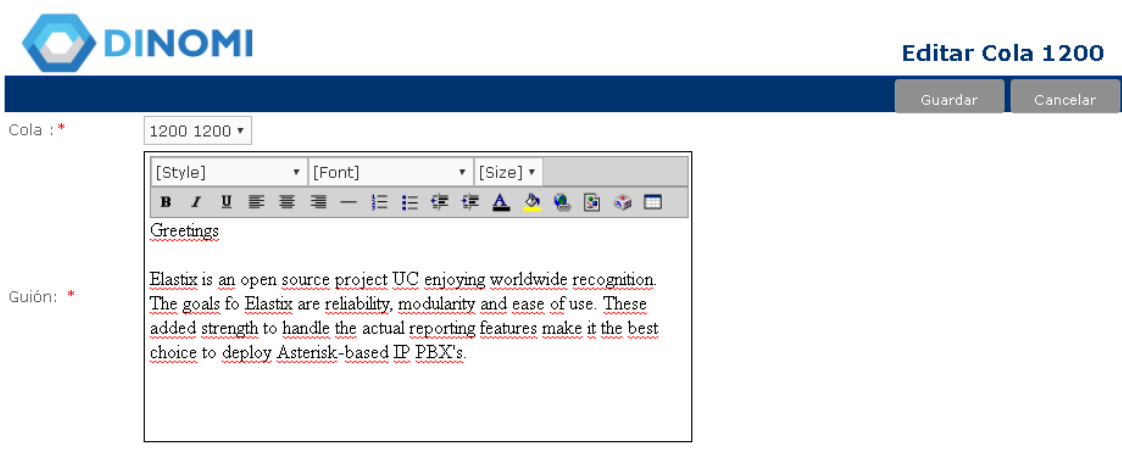 DINOMI
Editar Cola 1200
Guardar Cancelar
Cola : *
1200 1200
[Style] [Font] [Size]
B I U
Greetings
Guión: *
Elastix is an open source project UC enjoying worldwide recognition.
The goals fo Elastix are reliability, modularity and ease of use. These
added strength to handle the actual reporting features make it the best
choice to deploy Asterisk-based IP PBX's.